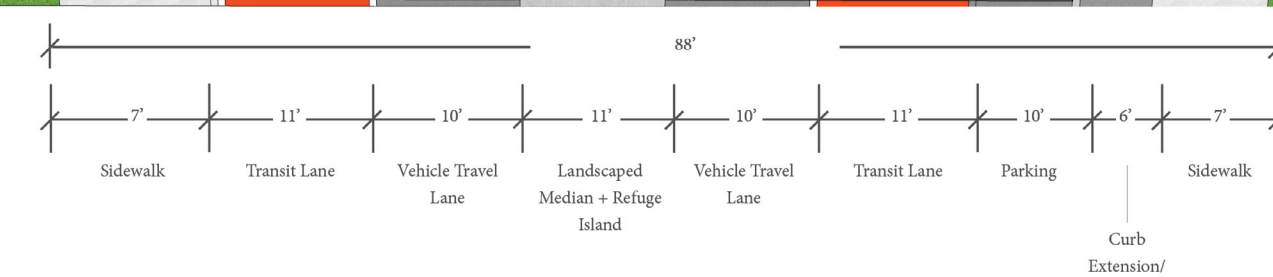 88’
7’ 11’ 10’ 11’ 10’ 11’ 10’ 6’ 7’
Sidewalk
Transit Lane
Vehicle Travel
Lane
Landscaped
Median + Refuge
Island
Vehicle Travel
Lane
Transit Lane
Parking
Curb
Extension/
Sidewalk